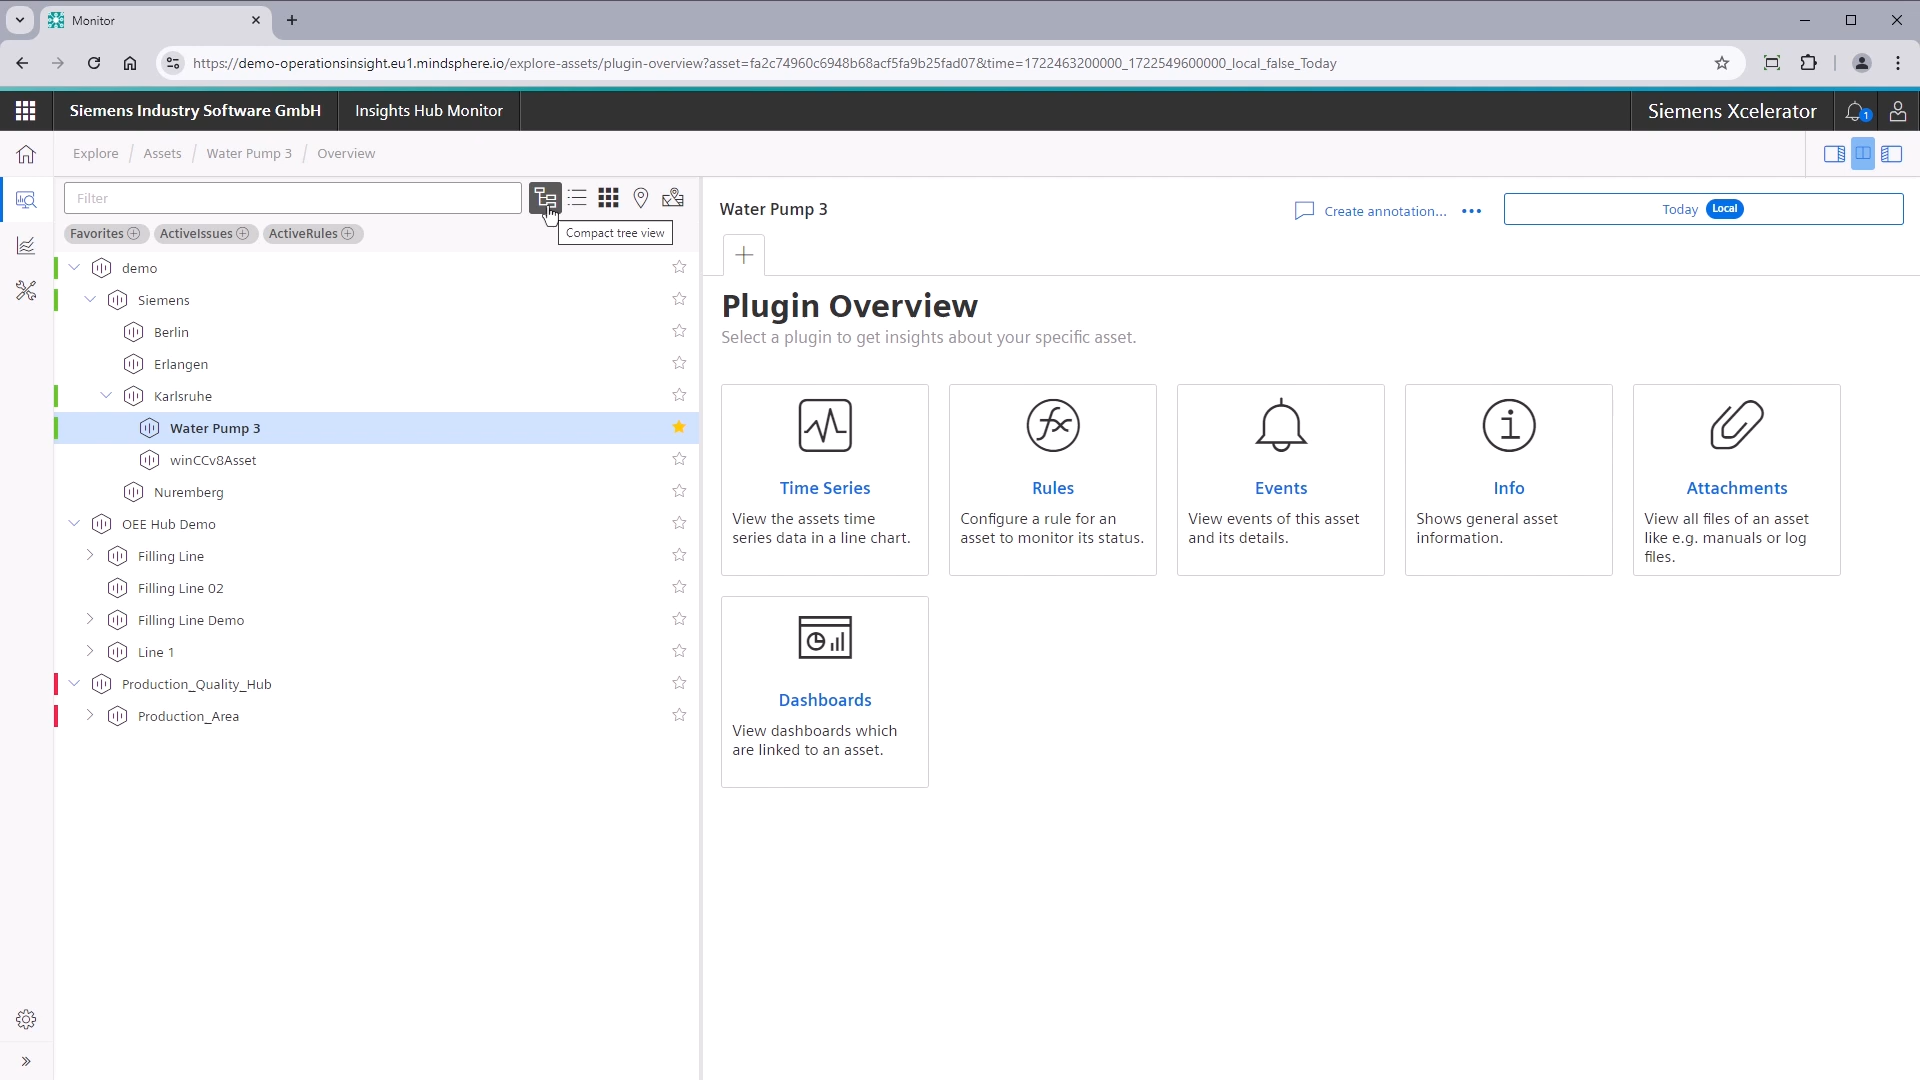 Monitor
https://demo-operationsinsight.eu1.mindsphere.io/explore-assets/plugin-overview?asset=fa2c74960c6948b68acf5fa9b25fad07&time=1722463200000_1722549600000_local_false_Today
Siemens Industry Software GmbH
Insights Hub Monitor
Siemens Xcelerator
1
Explore / Assets / Water Pump 3 / Overview
Filter
Compact tree view
Favorites
ActiveIssues
ActiveRules
demo
Siemens
Berlin
Erlangen
Karlsruhe
Water Pump 3
winCCv8Asset
Nuremberg
OEE Hub Demo
Filling Line
Filling Line 02
Filling Line Demo
Line 1
Production_Quality_Hub
Production_Area
Water Pump 3
Create annotation...
Today Local
Plugin Overview
Select a plugin to get insights about your specific asset.
Time Series
View the assets time
series data in a line chart.
Rules
Configure a rule for an
asset to monitor its status.
Events
View events of this asset
and its details.
Info
Shows general asset
information.
Attachments
View all files of an asset
like e.g. manuals or log
files.
Dashboards
View dashboards which
are linked to an asset.